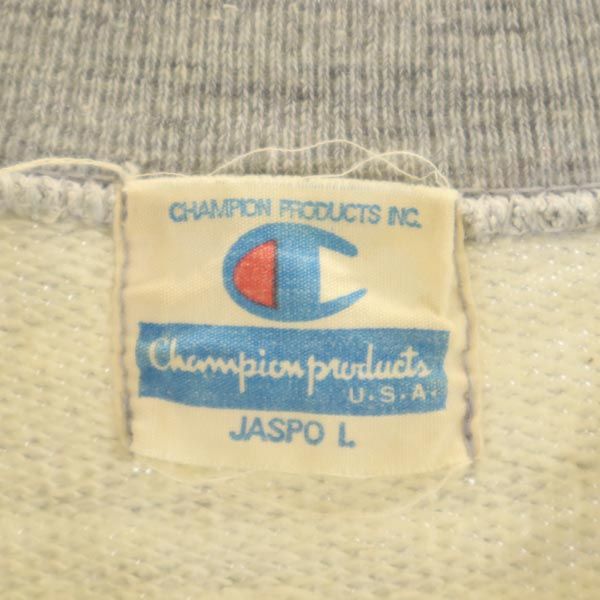 CHAMPION PRODUCTS INC.
Champion products
U.S.A.
JASPO L